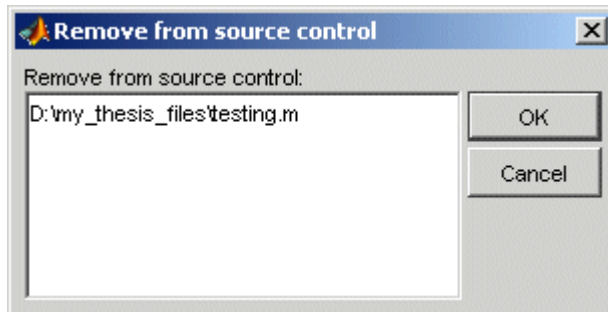 Remove from source control
Remove from source control:
D:\my_thesis_files\testing.m
OK
Cancel